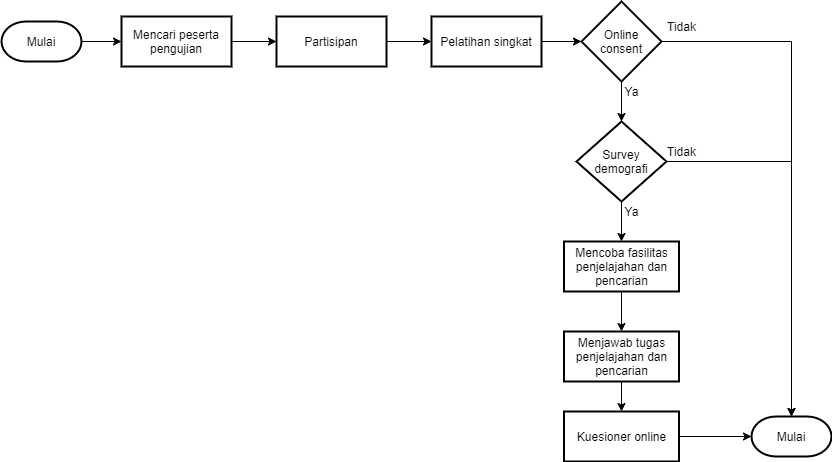 Mulai
Mencari peserta
pengujian
Partisipan
Pelatihan singkat
Online
consent
Tidak
Ya
Survey
demografi
Tidak
Ya
Mencoba fasilitas
penjelajahan dan
pencarian
Menjawab tugas
penjelajahan dan
pencarian
Kuesioner online
Mulai